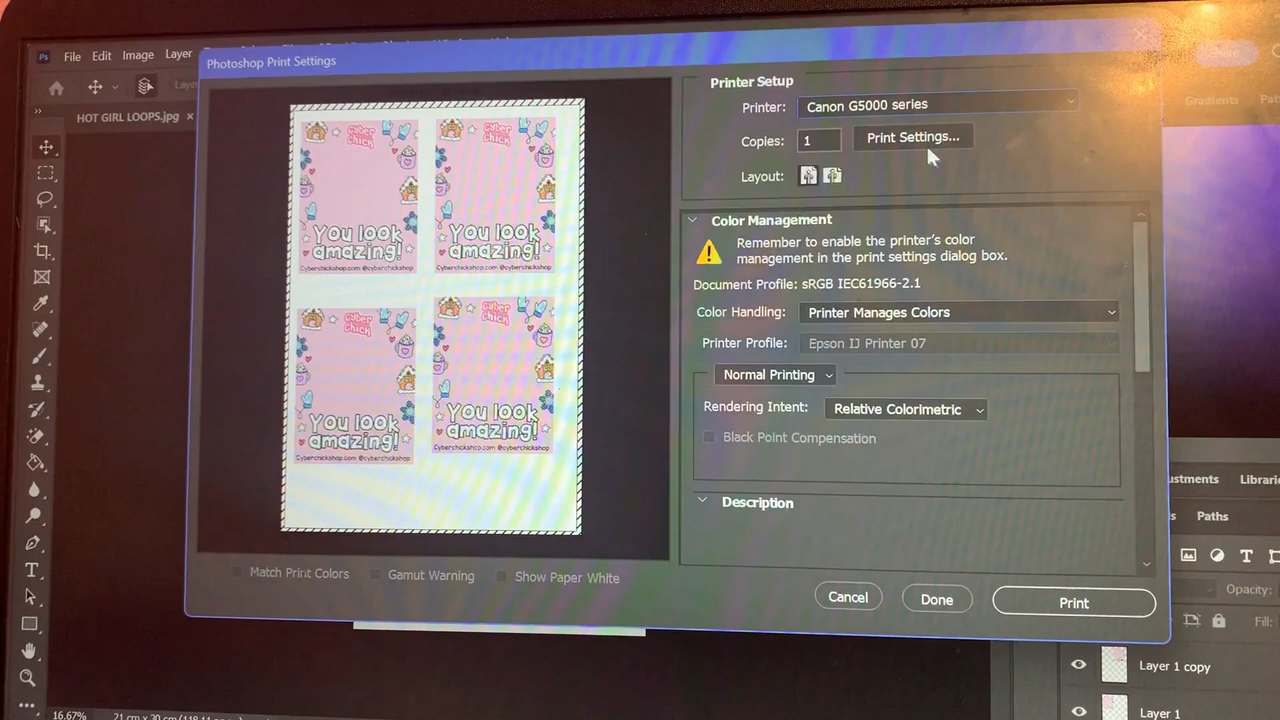 Ps File Edit Image Layer
Photoshop Print Settings
HOT GIRL LOOPS.jpg ×
Printer Setup
Printer: Canon G5000 series
Copies: 1 Print Settings...
Layout:
Color Management
Remember to enable the printer's color
management in the print settings dialog box.
Document Profile: sRGB IEC61966-2.1
Color Handling: Printer Manages Colors
Printer Profile: Epson IJ Printer 07
Normal Printing
Rendering Intent: Relative Colorimetric
Black Point Compensation
Description
Match Print Colors Gamut Warning Show Paper White
Cancel Done Print
Cyber
Chick
You look
amazing!
Cyberchickshop.com @cyberchickshop
Cyber
Chick
You look
amazing!
Cyberchickshop.com @cyberchickshop
Cyber
Chick
You look
amazing!
Cyberchickshop.com @cyberchickshop
Cyber
Chick
You look
amazing!
Cyberchickshop.com @cyberchickshop
Share
Gradients
Paths
Opacity:
Fill:
Layer 1 copy
Layer 1
16.67%